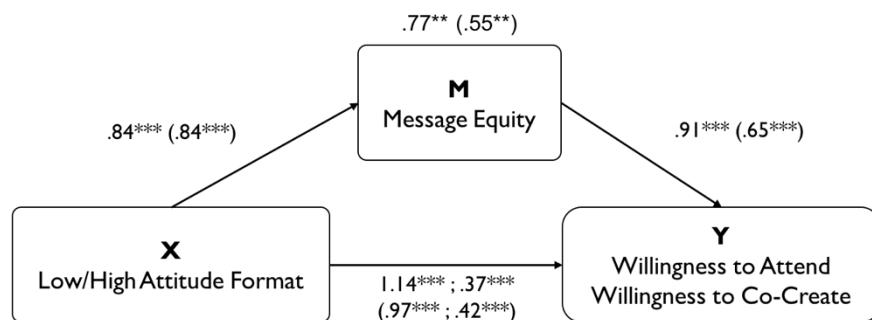 .77** (.55**)
M
Message Equity
.84*** (.84***)
.91*** (.65***)
X
Low/High Attitude Format
1.14*** ; .37***
(.97*** ; .42***)
Y
Willingness to Attend
Willingness to Co-Create